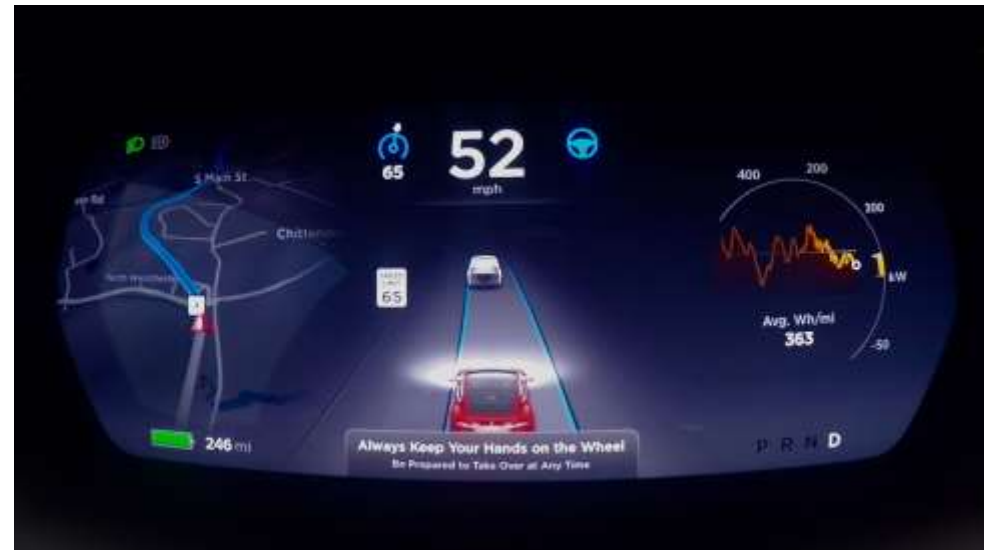 65
52
mph
S Main St
Chitten
SPEED
LIMIT
65
400
200
100
1
kW
-50
Avg. Wh/mi
363
246 mi
Always Keep Your Hands on the Wheel
Be Prepared to Take Over at Any Time
P R N D